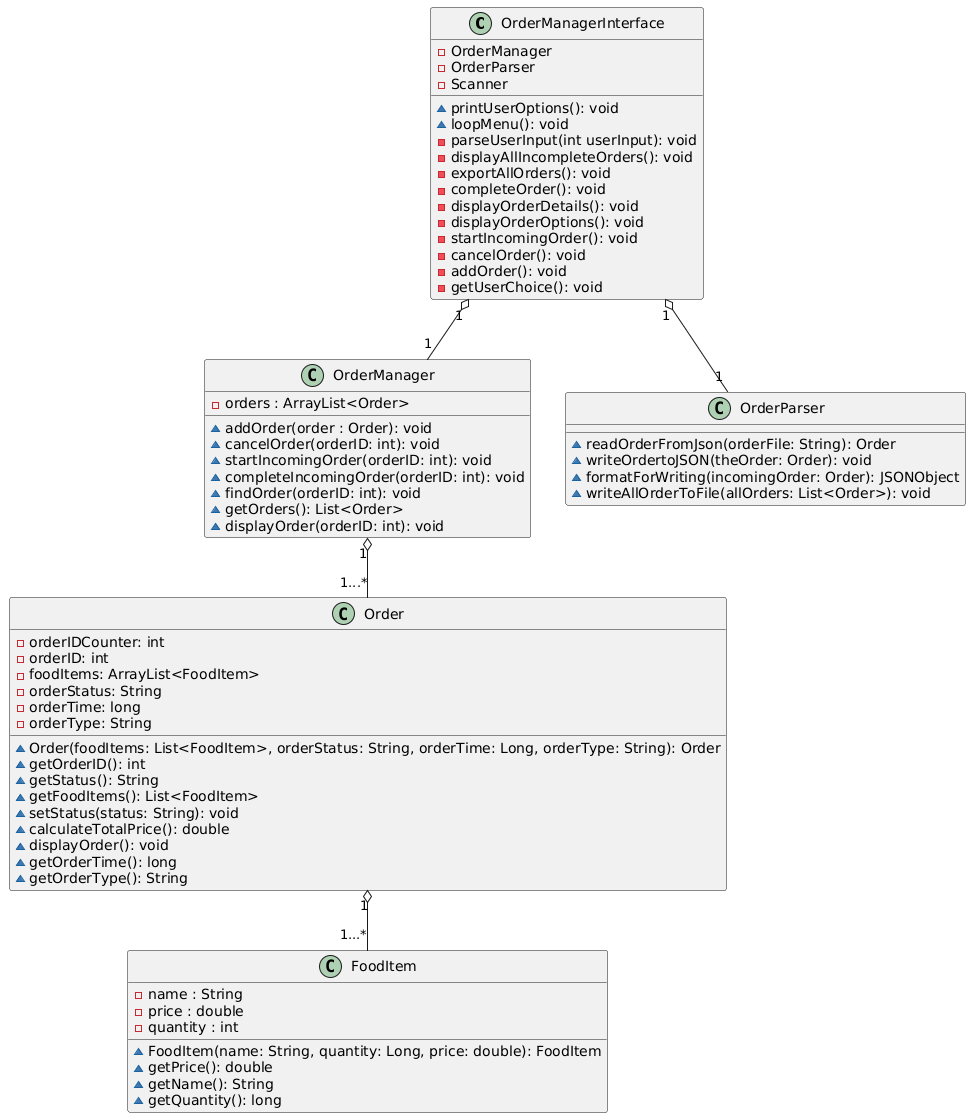 C OrderManagerInterface
OrderManager
OrderParser
Scanner
printUserOptions(): void
loopMenu(): void
parseUserInput(int userInput): void
displayAllIncompleteOrders(): void
exportAllOrders(): void
completeOrder(): void
displayOrderDetails(): void
displayOrderOptions(): void
startIncomingOrder(): void
cancelOrder(): void
addOrder(): void
getUserChoice(): void
1
1
1
1
C OrderManager
orders : ArrayList<Order>
addOrder(order : Order): void
cancelOrder(orderID: int): void
startIncomingOrder(orderID: int): void
completeIncomingOrder(orderID: int): void
findOrder(orderID: int): void
getOrders(): List<Order>
displayOrder(orderID: int): void
C OrderParser
readOrderFromJson(orderFile: String): Order
writeOrdertoJSON(theOrder: Order): void
formatForWriting(incomingOrder: Order): JSONObject
writeAllOrderToFile(allOrders: List<Order>): void
1
1...*
C Order
orderIDCounter: int
orderID: int
foodItems: ArrayList<FoodItem>
orderStatus: String
orderTime: long
orderType: String
Order(foodItems: List<FoodItem>, orderStatus: String, orderTime: Long, orderType: String): Order
getOrderID(): int
getStatus(): String
getFoodItems(): List<FoodItem>
setStatus(status: String): void
calculateTotalPrice(): double
displayOrder(): void
getOrderTime(): long
getOrderType(): String
1
1...*
C FoodItem
name : String
price : double
quantity : int
FoodItem(name: String, quantity: Long, price: double): FoodItem
getPrice(): double
getName(): String
getQuantity(): long